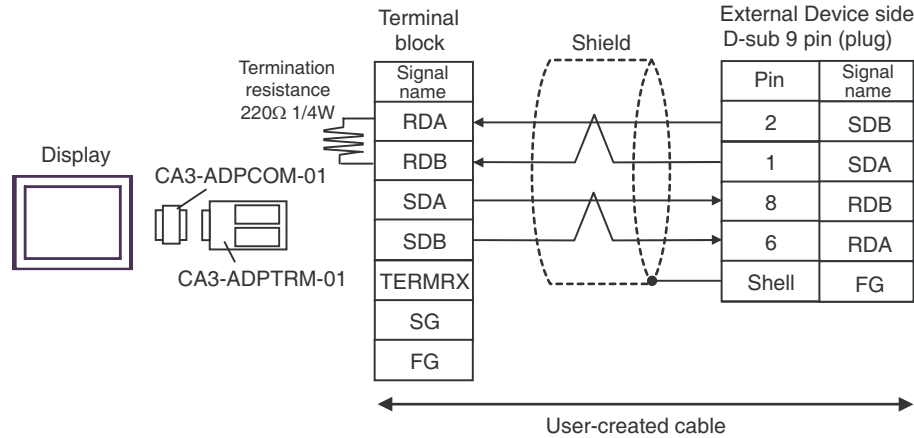 Terminal
block
Shield
External Device side
D-sub 9 pin (plug)
Termination
resistance
220Ω 1/4W
Signal
name
Pin
Signal
name
RDA
2
SDB
RDB
1
SDA
SDA
8
RDB
SDB
6
RDA
TERMRX
Shell
FG
SG
FG
Display
CA3-ADPCOM-01
CA3-ADPTRM-01
User-created cable